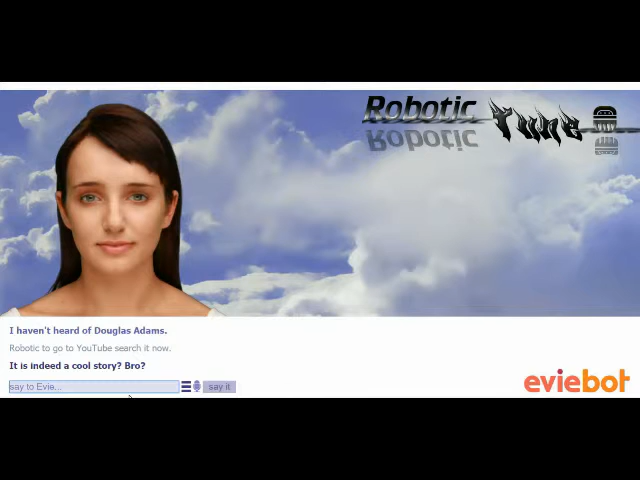 Robotic Tune
Robotic
I haven't heard of Douglas Adams.
Robotic to go to YouTube search it now.
It is indeed a cool story? Bro?
say to Evie...
say it
eviebot